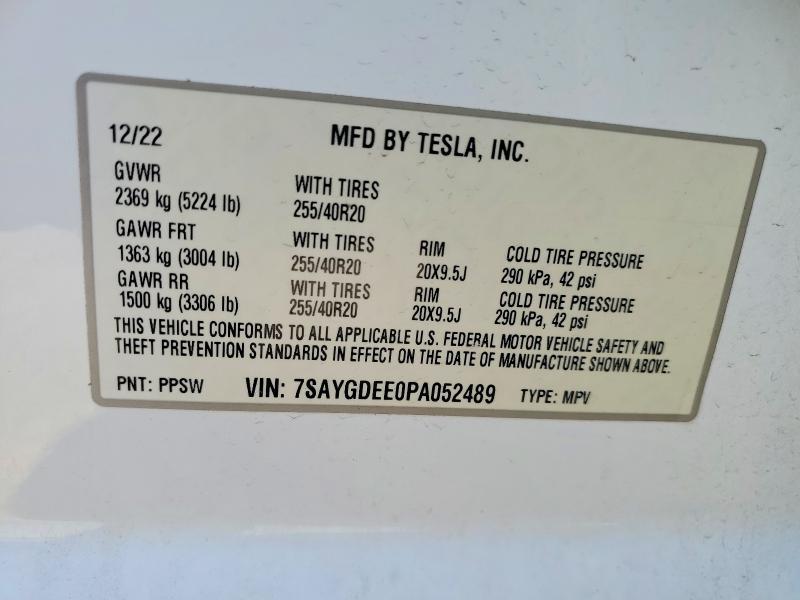 12/22 MFD BY TESLA, INC.
GVWR
2369 kg (5224 lb) WITH TIRES 255/40R20
GAWR FRT
1363 kg (3004 lb) WITH TIRES 255/40R20 RIM 20X9.5J COLD TIRE PRESSURE 290 kPa, 42 psi
GAWR RR
1500 kg (3306 lb) WITH TIRES 255/40R20 RIM 20X9.5J COLD TIRE PRESSURE 290 kPa, 42 psi
THIS VEHICLE CONFORMS TO ALL APPLICABLE U.S. FEDERAL MOTOR VEHICLE SAFETY AND
THEFT PREVENTION STANDARDS IN EFFECT ON THE DATE OF MANUFACTURE SHOWN ABOVE.
PNT: PPSW VIN: 7SAYGDEE0PA052489 TYPE: MPV